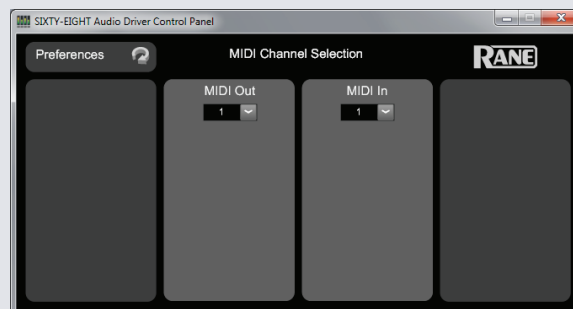 SIXTY-EIGHT Audio Driver Control Panel
Preferences
MIDI Channel Selection
RANE
MIDI Out
MIDI In
1
1